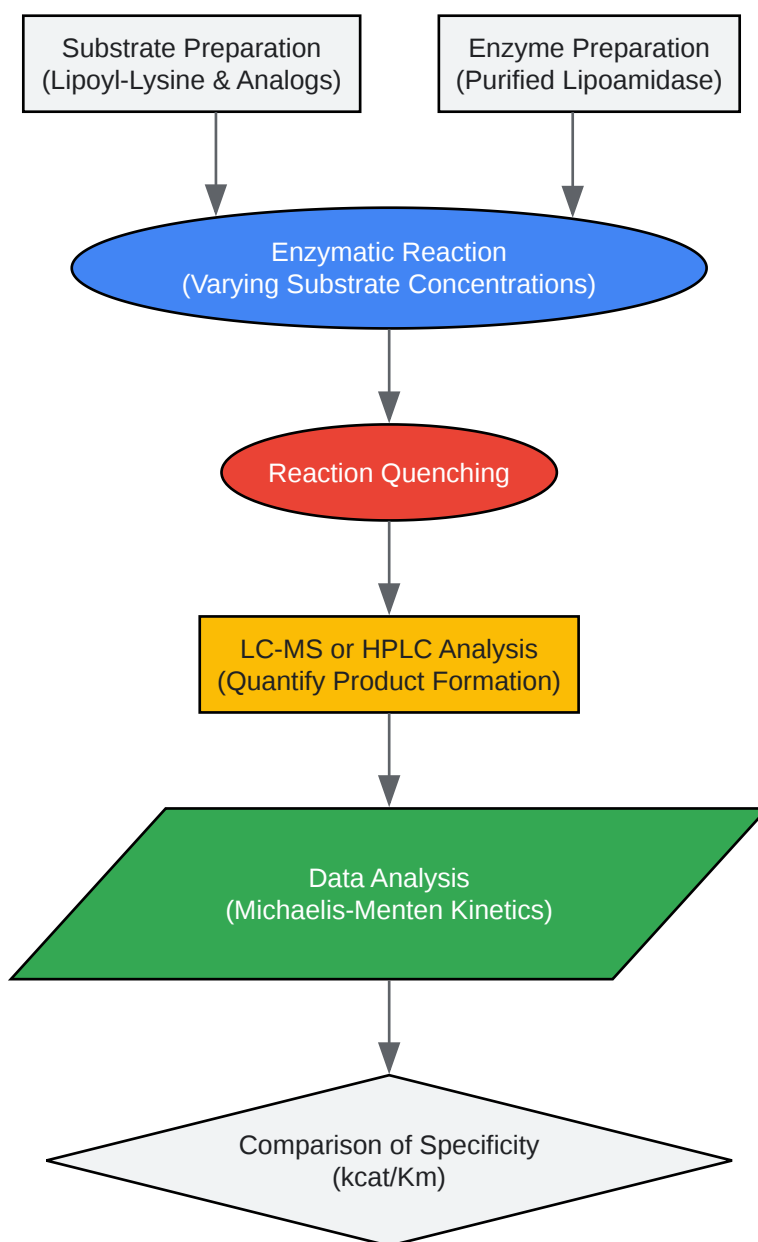 Substrate Preparation
(Lipoyl-Lysine & Analogs)
Enzyme Preparation
(Purified Lipoamidase)
Enzymatic Reaction
(Varying Substrate Concentrations)
Reaction Quenching
LC-MS or HPLC Analysis
(Quantify Product Formation)
Data Analysis
(Michaelis-Menten Kinetics)
Comparison of Specificity
(kcat/Km)